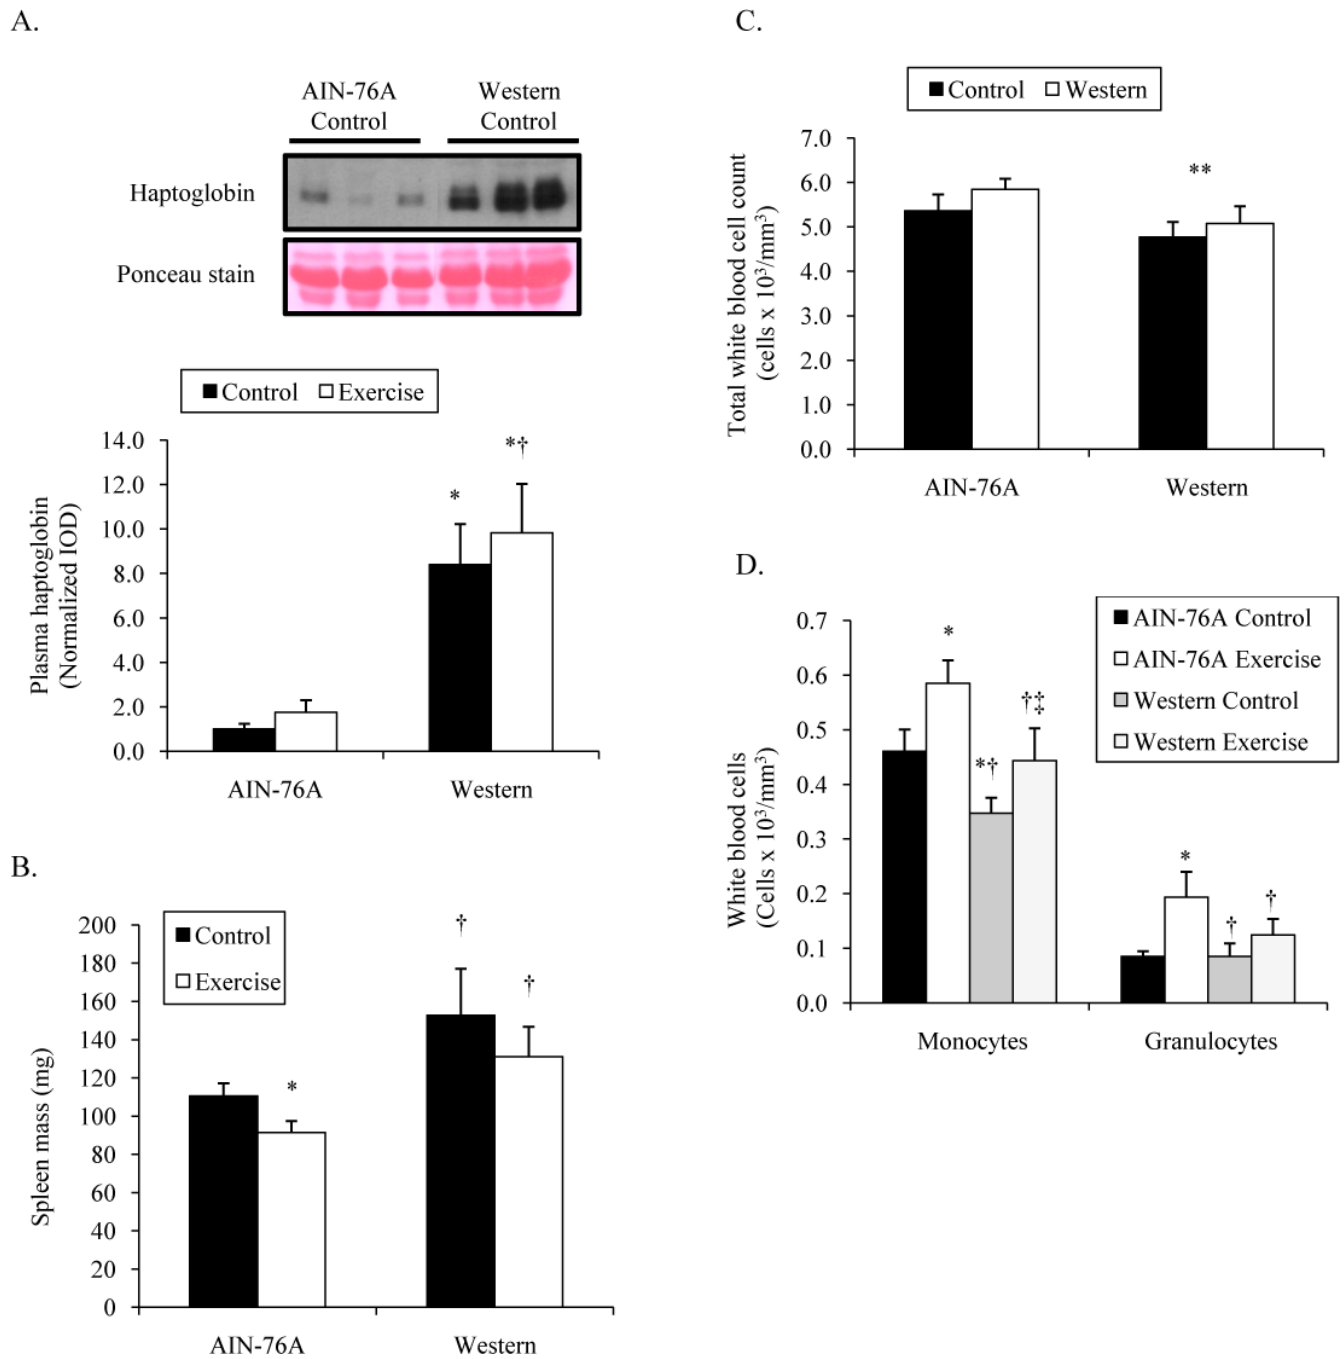 A.
AIN-76A
Control
Western
Control
Haptoglobin
Ponceau stain
Control Exercise
14.0
12.0
10.0
8.0
6.0
4.0
2.0
0.0
Plasma haptoglobin
(Normalized IOD)
*
*†
AIN-76A Western
B.
Control
Exercise
200
180
160
140
120
100
80
60
40
20
0
Spleen mass (mg)
*
†
†
AIN-76A Western
C.
Control Western
7.0
6.0
5.0
4.0
3.0
2.0
1.0
0.0
Total white blood cell count
(cells x 10³/mm³)
**
AIN-76A Western
D.
AIN-76A Control
AIN-76A Exercise
Western Control
Western Exercise
0.7
0.6
0.5
0.4
0.3
0.2
0.1
0.0
White blood cells
(Cells x 10³/mm³)
*
*†
†‡
*
†
†
Monocytes Granulocytes